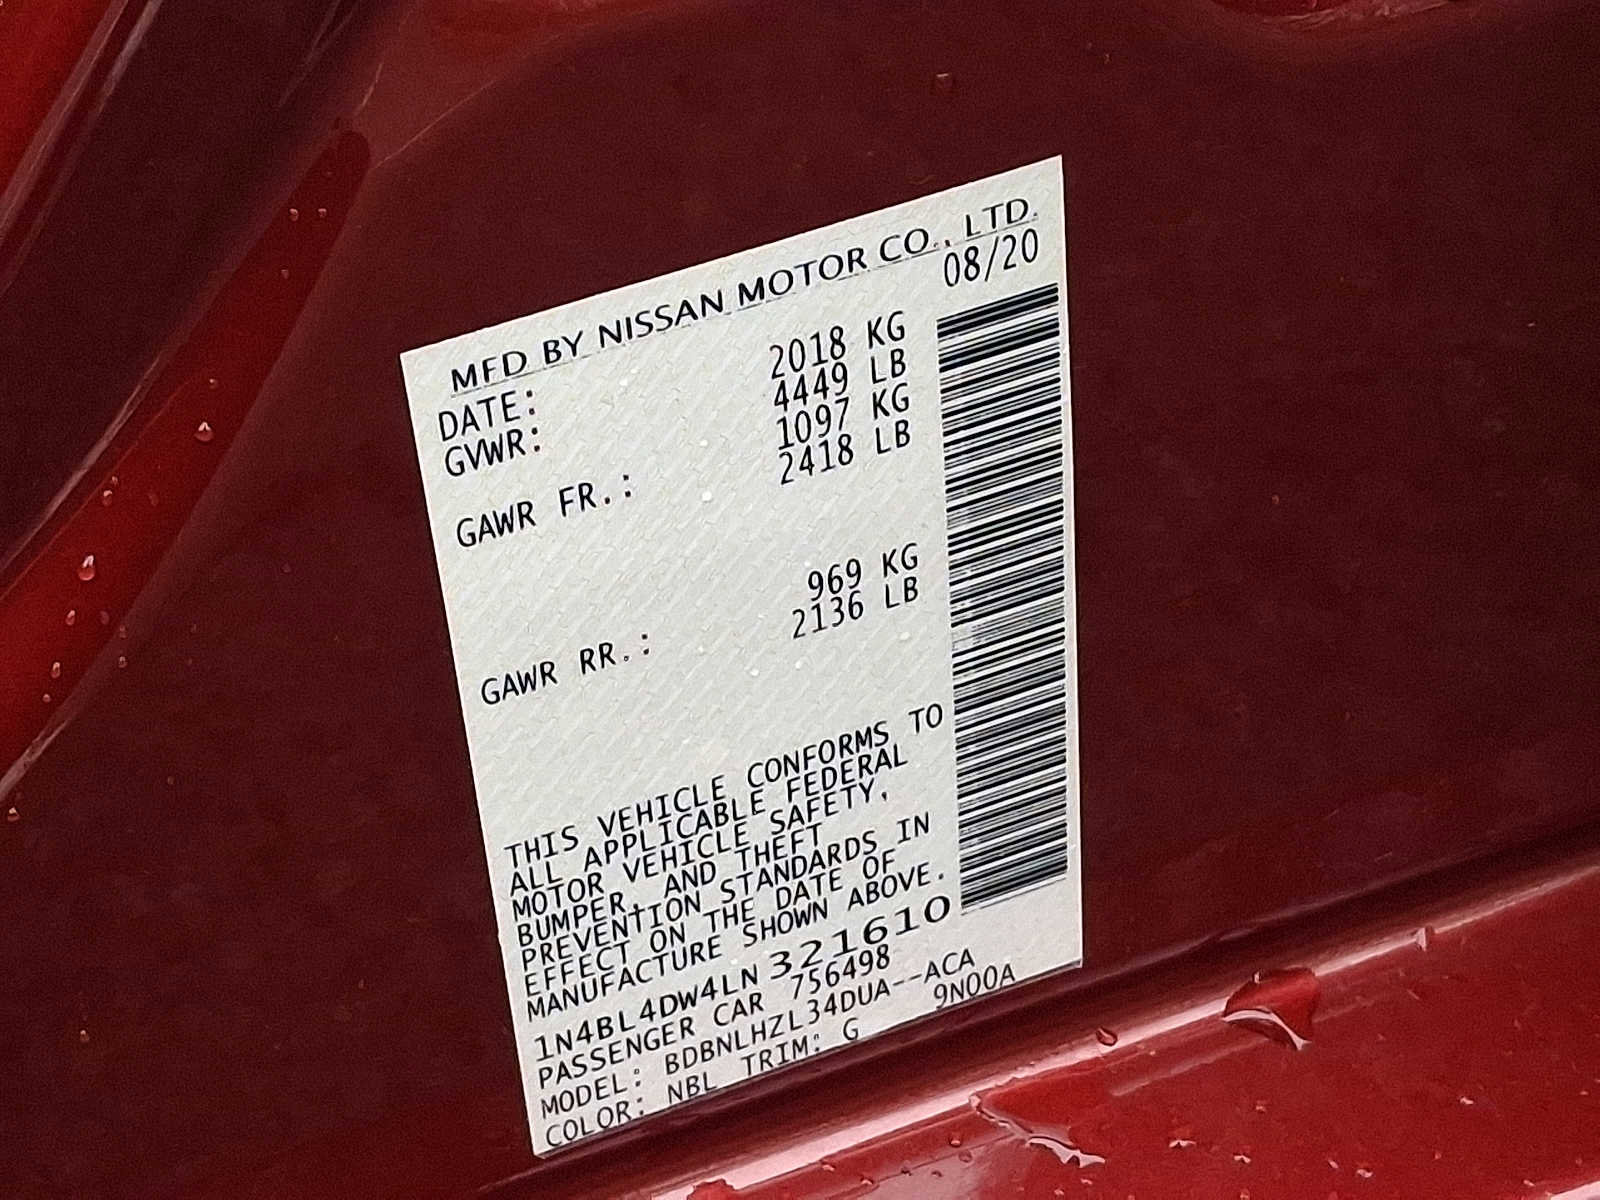 MFD BY NISSAN MOTOR CO., LTD.
DATE: 08/20
GVWR: 2018 KG
4449 LB
GAWR FR.: 1097 KG
2418 LB
GAWR RR.: 969 KG
2136 LB
THIS VEHICLE CONFORMS TO
ALL APPLICABLE FEDERAL
MOTOR VEHICLE SAFETY,
BUMPER, AND THEFT
PREVENTION STANDARDS IN
EFFECT ON THE DATE OF
MANUFACTURE SHOWN ABOVE.
1N4BL4DW4LN321610
PASSENGER CAR 756498
MODEL: BDBNLHZL34DUA--ACA
COLOR: NBL TRIM: G 9N00A